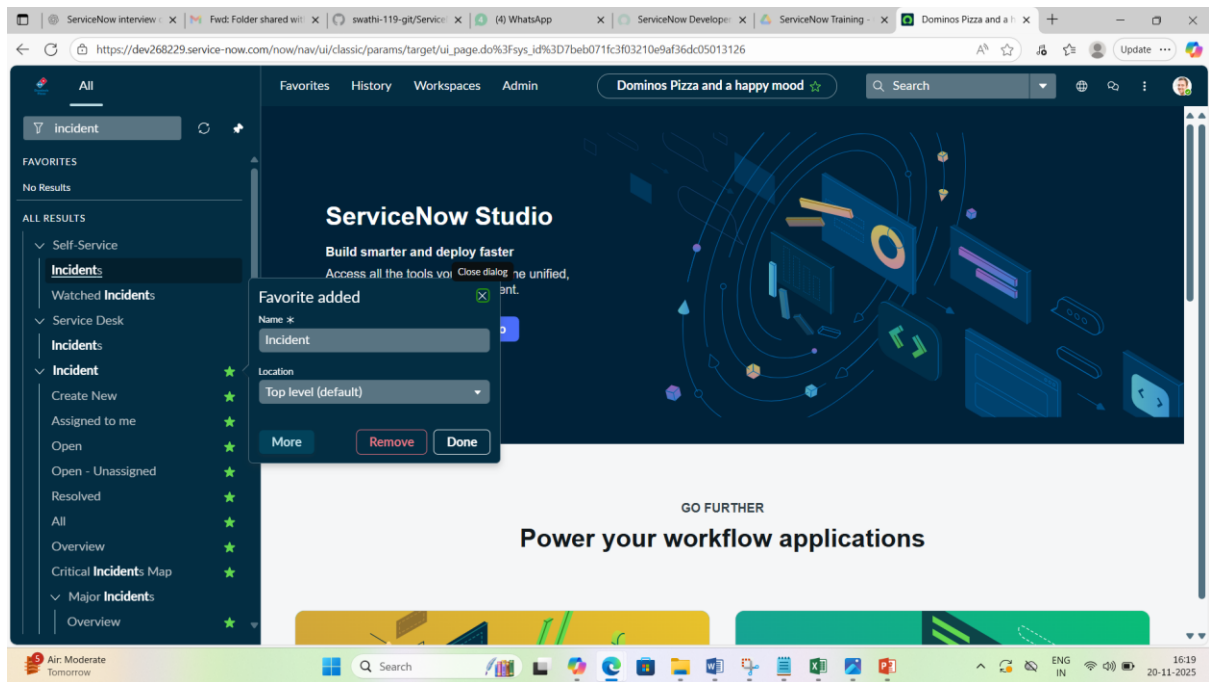 ServiceNow interview
Fwd: Folder shared with
swathi-119-git/Service
(4) WhatsApp
ServiceNow Develope
ServiceNow Training -
Dominos Pizza and a h
https://dev268229.service-now.com/now/nav/ui/classic/params/target/ui_page.do%3Fsys_id%3D7beb071fc3f03210e9af36dc05013126
Update
All
Favorites History Workspaces Admin
Dominos Pizza and a happy mood
Search
incident
FAVORITES
No Results
ALL RESULTS
Self-Service
Incidents
Watched Incidents
Service Desk
Incidents
Incident
Create New
Assigned to me
Open
Open - Unassigned
Resolved
All
Overview
Critical Incidents Map
Major Incidents
Overview
ServiceNow Studio
Build smarter and deploy faster
Access all the tools you ne unified,
ent.
Close dialog
Favorite added
Name *
Incident
Location
Top level (default)
More Remove Done
GO FURTHER
Power your workflow applications
5
Air: Moderate
Tomorrow
Search
ENG
IN
16:19
20-11-2025